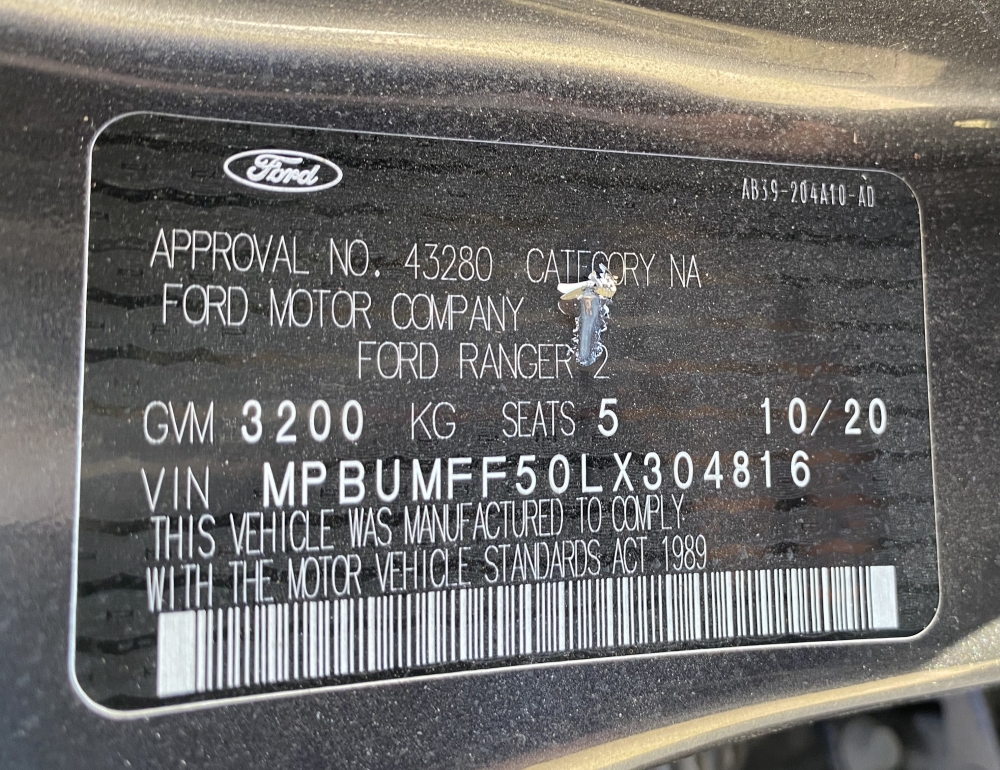 Ford
AB39-204A10-AD
APPROVAL NO. 43280 CATEGORY NA
FORD MOTOR COMPANY
FORD RANGER 2
GVM 3200 KG SEATS 5 10/20
VIN MPBUMFF50LX304816
THIS VEHICLE WAS MANUFACTURED TO COMPLY
WITH THE MOTOR VEHICLE STANDARDS ACT 1989